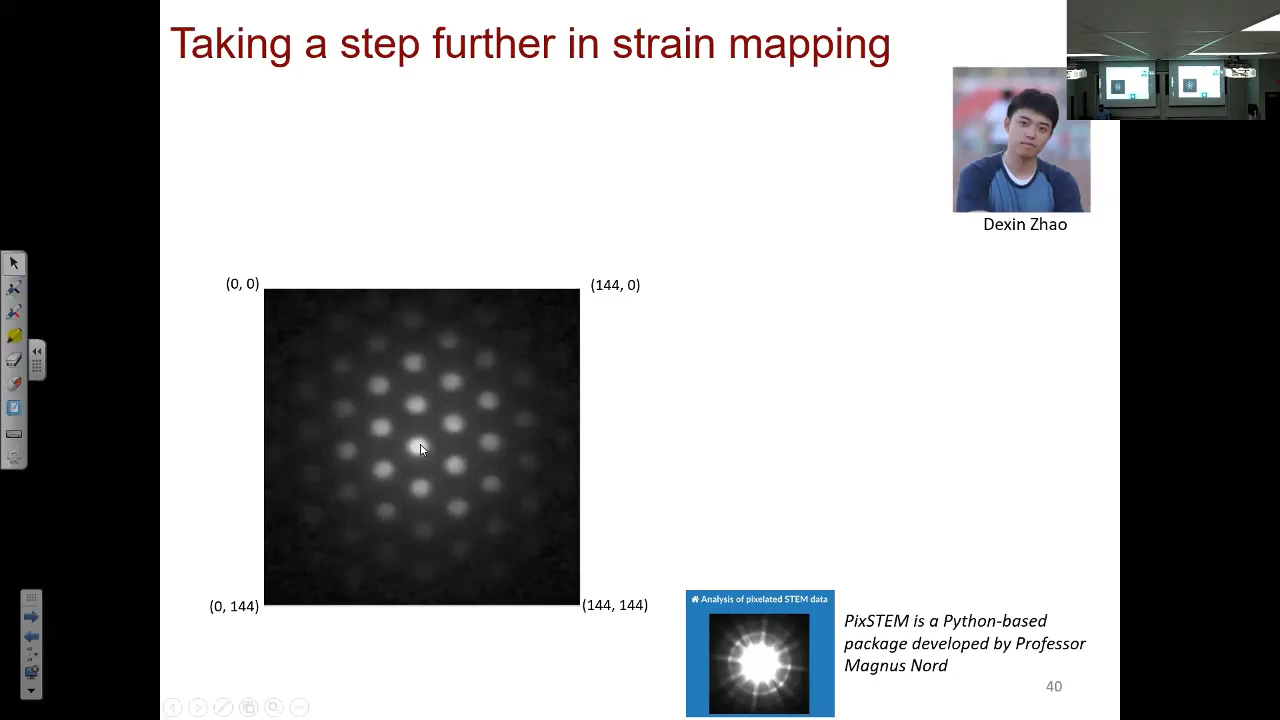 Taking a step further in strain mapping
Dexin Zhao
(0, 0)
(144, 0)
(0, 144)
(144, 144)
Analysis of pixelated STEM data
PixSTEM is a Python-based
package developed by Professor
Magnus Nord
40